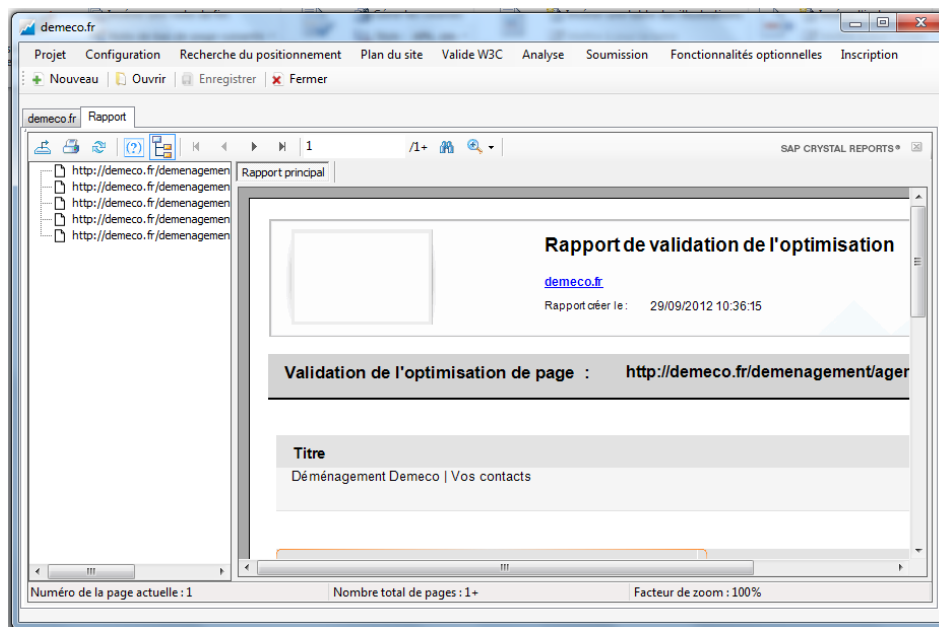 demeco.fr
Projet Configuration Recherche du positionnement Plan du site Valide W3C Analyse Soumission Fonctionnalités optionnelles Inscription
Nouveau Ouvrir Enregistrer Fermer
demeco.fr Rapport
1 /1+ SAP CRYSTAL REPORTS®
http://demeco.fr/demenagemen
http://demeco.fr/demenagemen
http://demeco.fr/demenagemen
http://demeco.fr/demenagemen
http://demeco.fr/demenagemen
Rapport principal
Rapport de validation de l'optimisation
demeco.fr
Rapport créer le : 29/09/2012 10:36:15
Validation de l'optimisation de page : http://demeco.fr/demenagement/ager
Titre
Déménagement Demeco | Vos contacts
Numéro de la page actuelle : 1 Nombre total de pages : 1+ Facteur de zoom : 100%